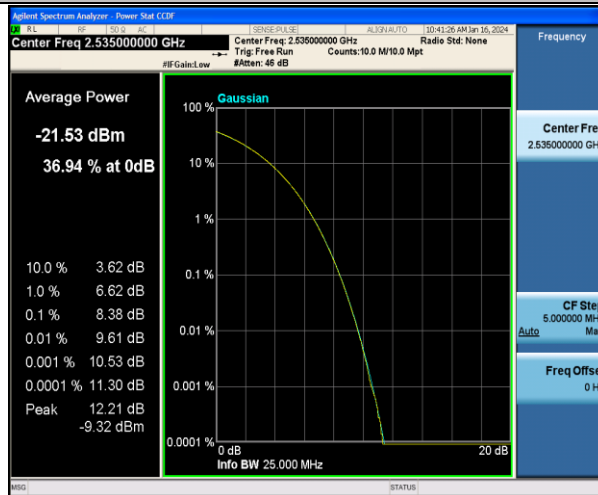 Agilent Spectrum Analyzer - Power Stat CCDF
RL RF 50 Ω AC SENSE:PULSE ALIGNAUTO 10:41:26 AM Jan 16, 2024
Center Freq 2.535000000 GHz
Center Freq: 2.535000000 GHz Radio Std: None
Trig: Free Run Counts:10.0 M/10.0 Mpt
#IFGain:Low #Atten: 46 dB
Frequency
Average Power
-21.53 dBm
36.94 % at 0dB
10.0 % 3.62 dB
1.0 % 6.62 dB
0.1 % 8.38 dB
0.01 % 9.61 dB
0.001 % 10.53 dB
0.0001 % 11.30 dB
Peak 12.21 dB
-9.32 dBm
Gaussian
100 %
10 %
1 %
0.1 %
0.01 %
0.001 %
0.0001 %
0 dB 20 dB
Info BW 25.000 MHz
Center Fre
2.535000000 GH
CF Ste
5.000000 MH
Auto Ma
Freq Offse
0 H
MSG STATUS